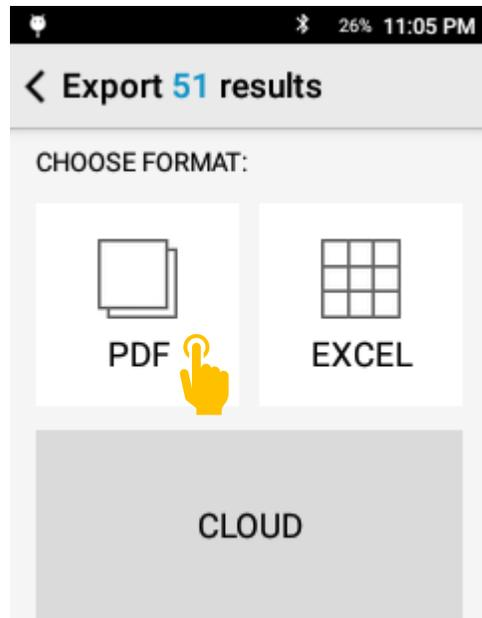 26% 11:05 PM
Export 51 results
CHOOSE FORMAT:
PDF EXCEL
CLOUD